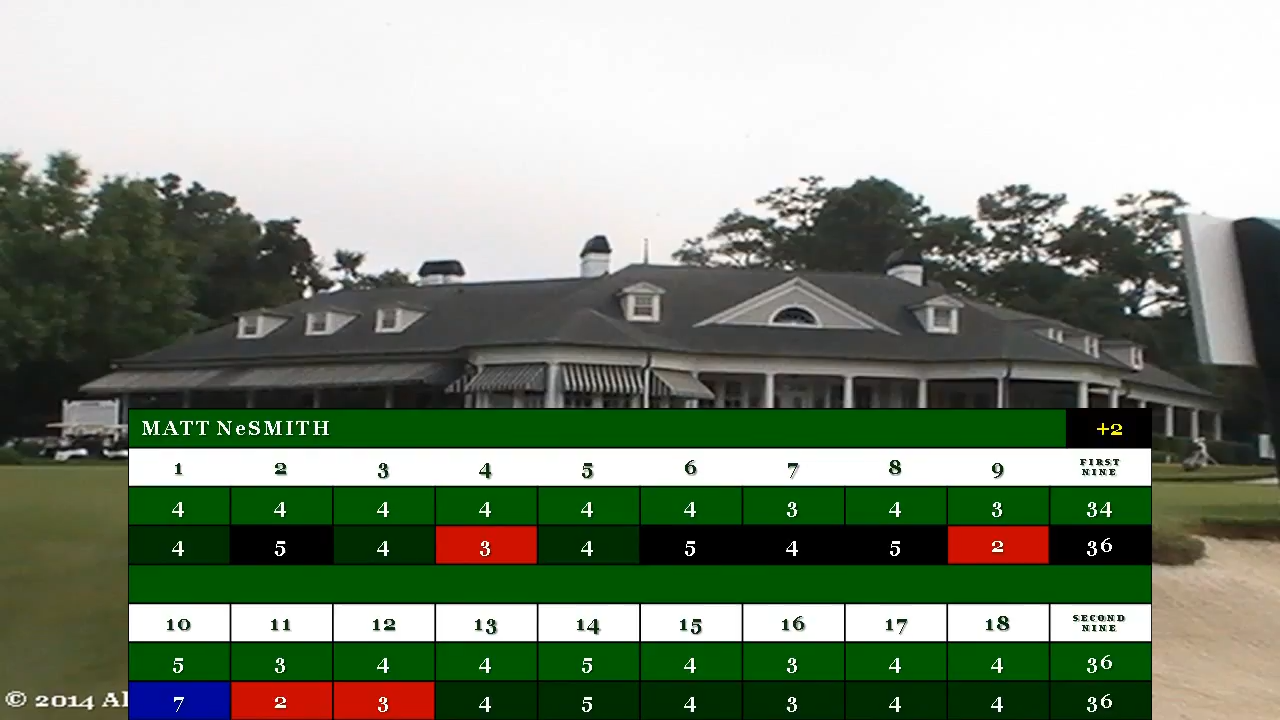 MATT NeSMITH +2
1 2 3 4 5 6 7 8 9 FIRST NINE
4 4 4 4 4 4 3 4 3 34
4 5 4 3 4 5 4 5 2 36
10 11 12 13 14 15 16 17 18 SECOND NINE
5 3 4 4 5 4 3 4 4 36
7 2 3 4 5 4 3 4 4 36
© 2014